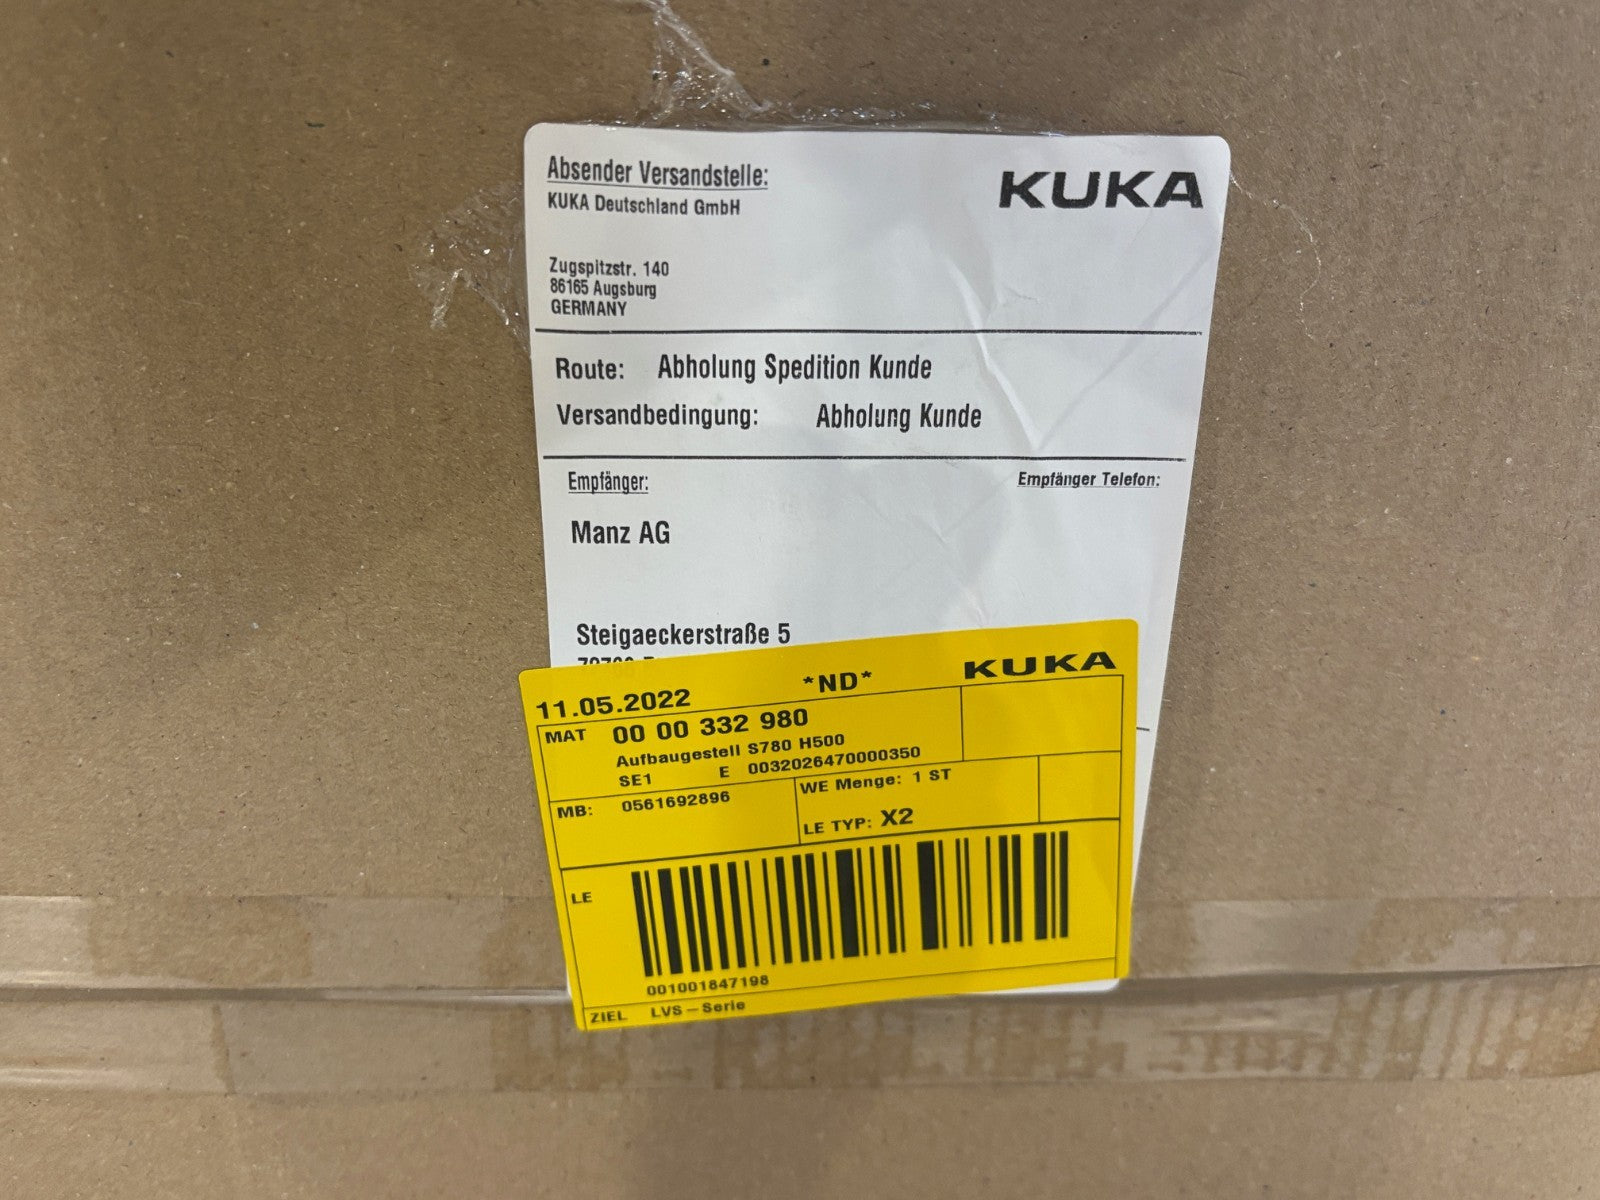 Absender Versandstelle:
KUKA
KUKA Deutschland GmbH
Zugspitzstr. 140
86165 Augsburg
GERMANY
Route: Abholung Spedition Kunde
Versandbedingung: Abholung Kunde
Empfänger:
Empfänger Telefon:
Manz AG
Steigaeckerstraße 5
11.05.2022 *ND* KUKA
MAT 00 00 332 980
Aufbaugestell S780 H500
SE1 E 0032026470000350
MB: 0561692896
WE Menge: 1 ST
LE TYP: X2
LE
001001847198
ZIEL LVS-Serie